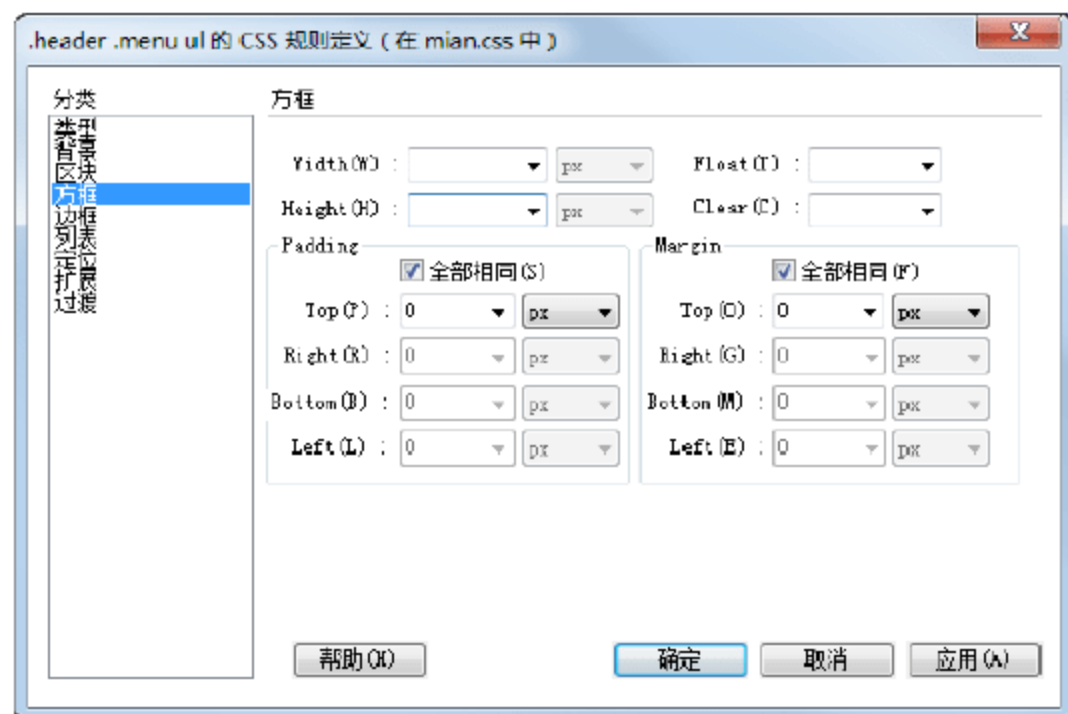 .header .menu ul 的 CSS 规则定义 ( 在 mian.css 中 )
分类
类型
背景
区块
方框
边框
列表
定位
扩展
过渡
方框
Width(W) : px Float(T) :
Height(H) : px Clear(C) :
Padding Margin
全部相同(S) 全部相同(F)
Top(P) : 0 px Top(O) : 0 px
Right(R) : 0 px Right(G) : 0 px
Bottom(B) : 0 px Bottom(M) : 0 px
Left(L) : 0 px Left(E) : 0 px
帮助(H) 确定 取消 应用(A)